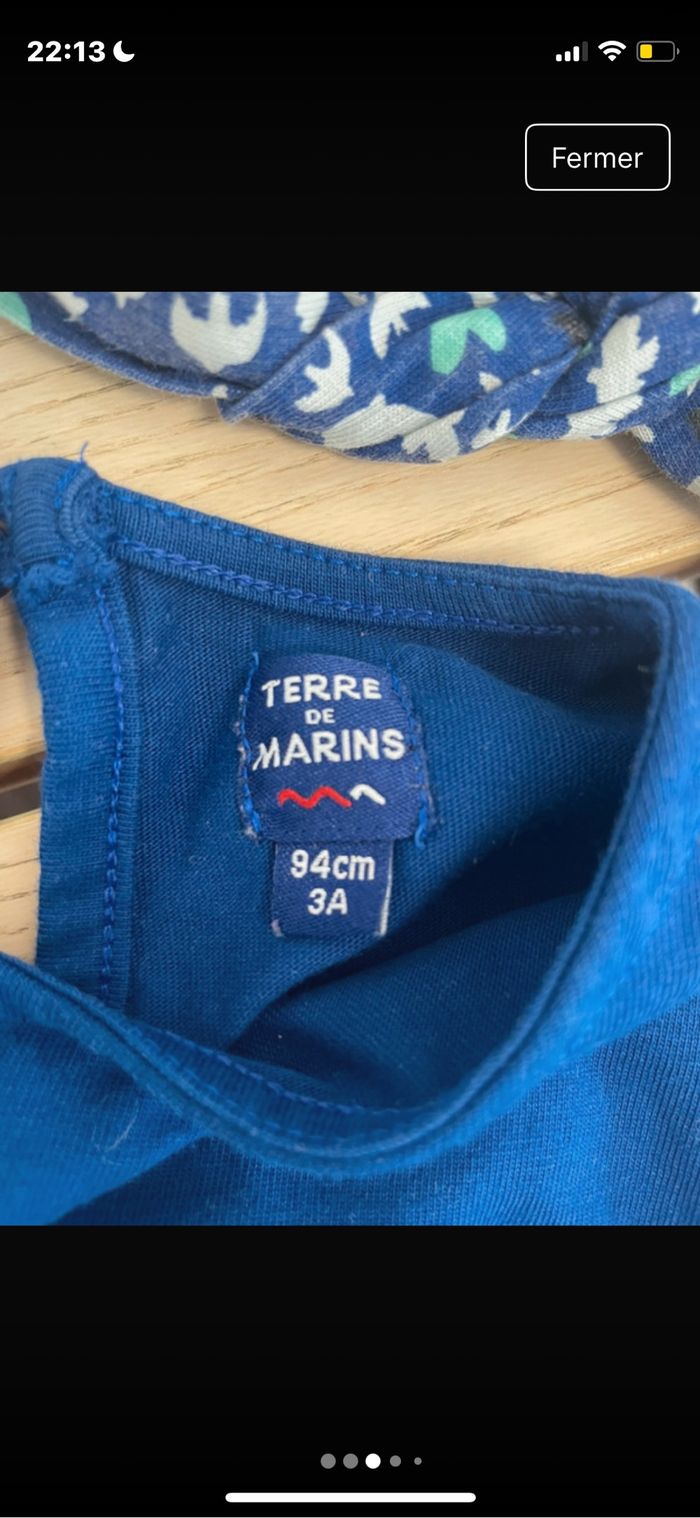 22:13
Fermer
TERRE
DE
MARINS
94cm
3A